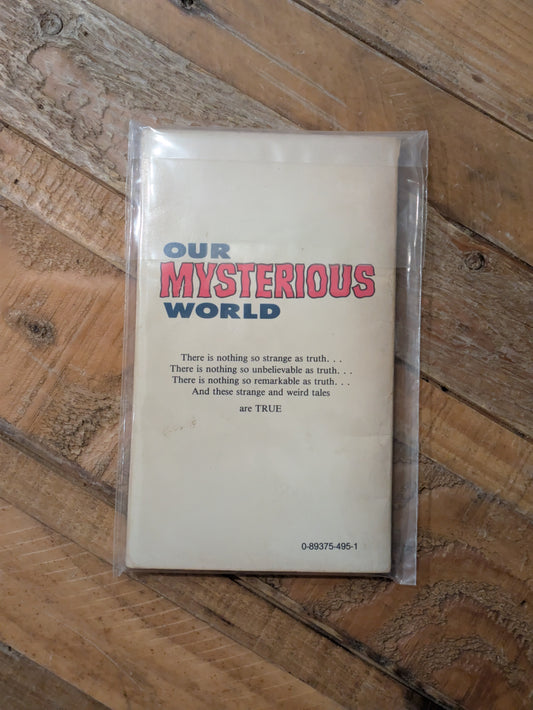 OUR
MYSTERIOUS
WORLD
There is nothing so strange as truth. . .
There is nothing so unbelievable as truth. . .
There is nothing so remarkable as truth. . .
And these strange and weird tales
are TRUE
0-89375-495-1